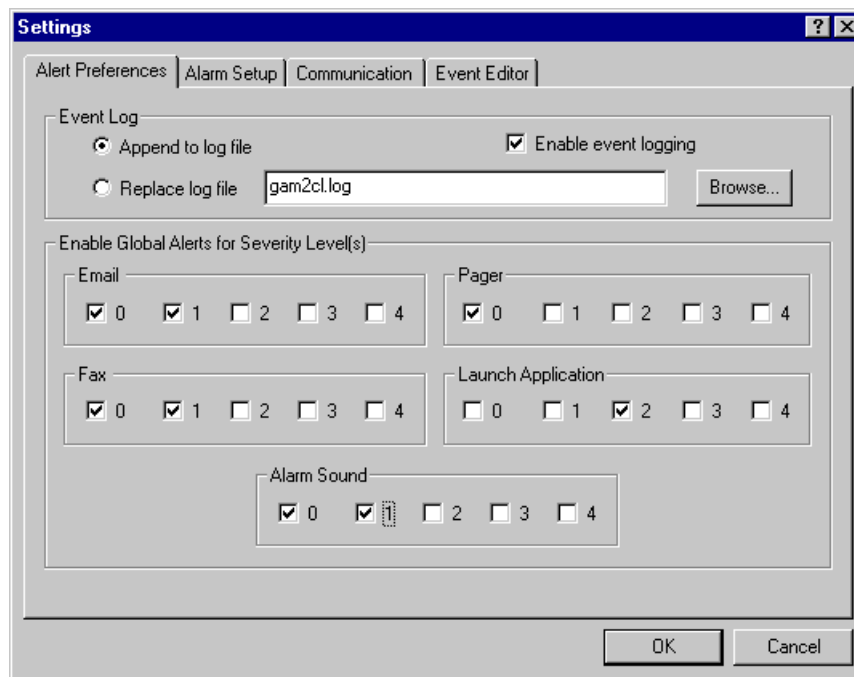 Settings
Alert Preferences Alarm Setup Communication Event Editor
Event Log
Append to log file Enable event logging
Replace log file gam2cl.log Browse...
Enable Global Alerts for Severity Level(s)
Email Pager
0 1 2 3 4 0 1 2 3 4
Fax Launch Application
0 1 2 3 4 0 1 2 3 4
Alarm Sound
0 1 2 3 4
OK Cancel